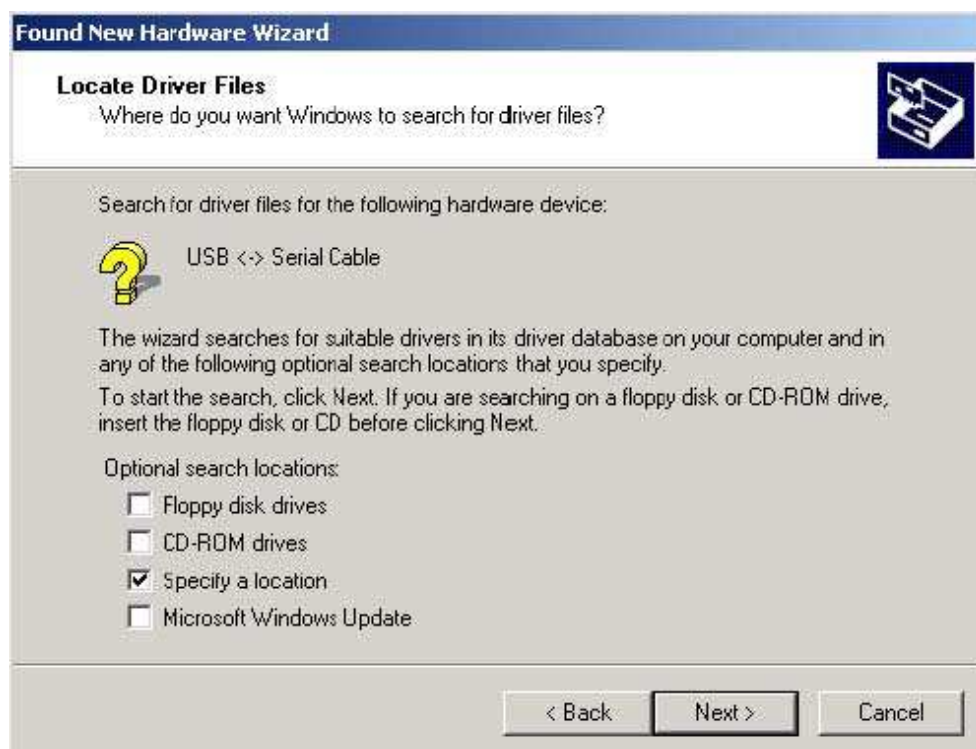 Found New Hardware Wizard
Locate Driver Files
Where do you want Windows to search for driver files?
Search for driver files for the following hardware device:
USB <-> Serial Cable
The wizard searches for suitable drivers in its driver database on your computer and in
any of the following optional search locations that you specify.
To start the search, click Next. If you are searching on a floppy disk or CD-ROM drive,
insert the floppy disk or CD before clicking Next.
Optional search locations:
Floppy disk drives
CD-ROM drives
Specify a location
Microsoft Windows Update
< Back
Next >
Cancel